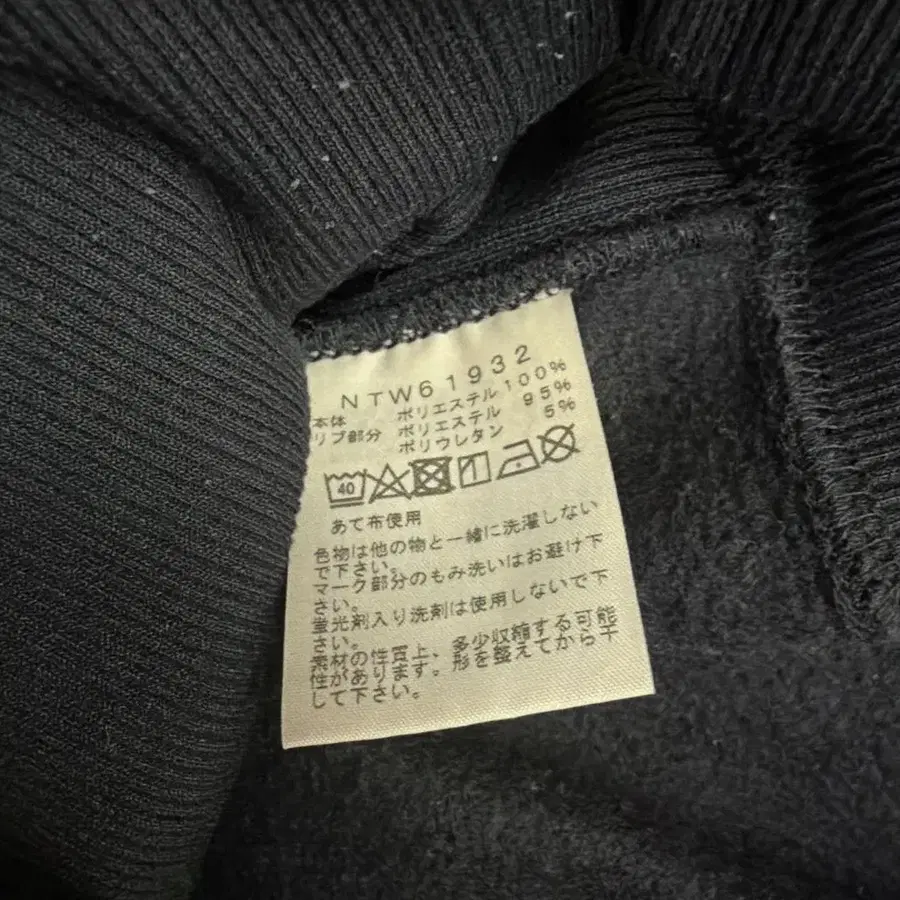 NTW61932
本体 ポリエステル 100%
リブ部分 ポリエステル 95%
ポリウレタン 5%
40
あて布使用
色物は他の物と一緒に洗濯しない
で下さい。
マーク部分のもみ洗いはお避け下
さい。
蛍光剤入り洗剤は使用しないで下
さい。
素材の性質上、多少収縮する可能
性があります。形を整えてから干
して下さい。